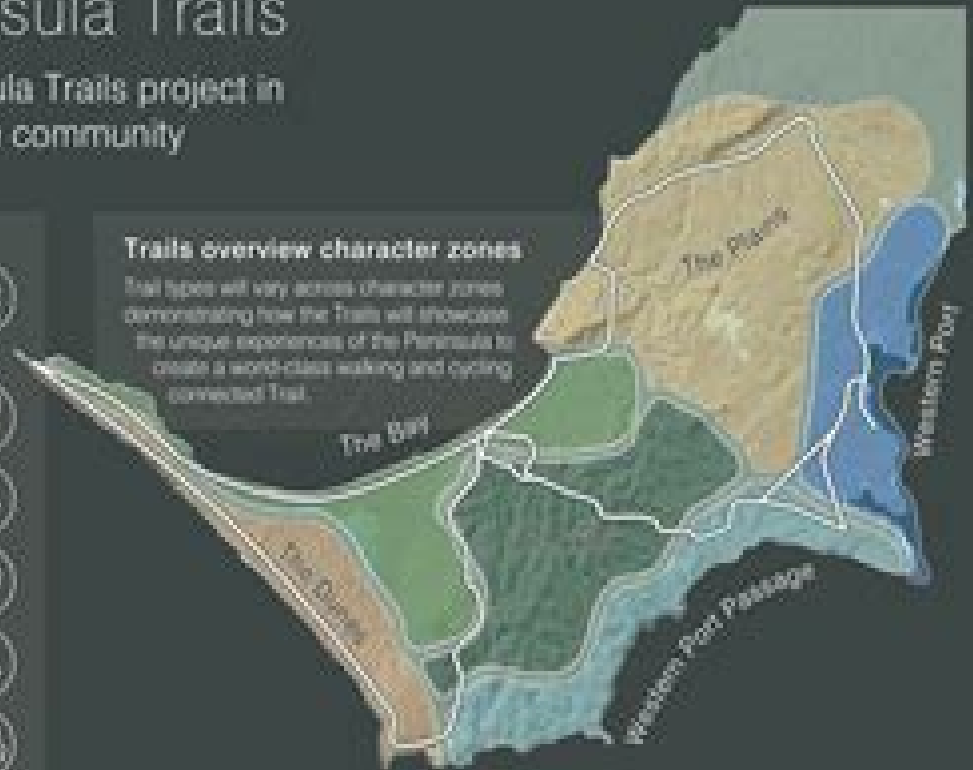 sula Trails
ula Trails project in
community
Trails overview character zones
Trail types will vary across character zones
demonstrating how the Trails will showcase
the unique experiences of the Peninsula to
create a world-class walking and cycling
connected Trail.
The Plains
Western Port
The Bay
The Dunes
Western Port Passage